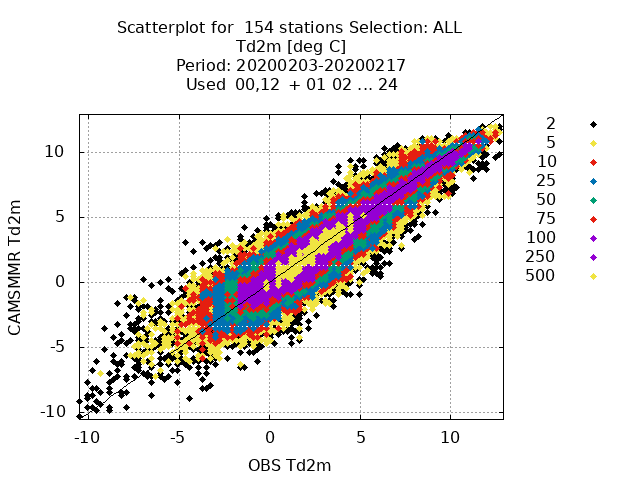 Scatterplot for  154 stations Selection: ALL
Td2m [deg C]
Period: 20200203-20200217
Used  00,12  + 01 02 ... 24
2
5
10
25
50
75
100
250
500
10
5
0
-5
-10
CAMSMMR Td2m
-10 -5 0 5 10
OBS Td2m